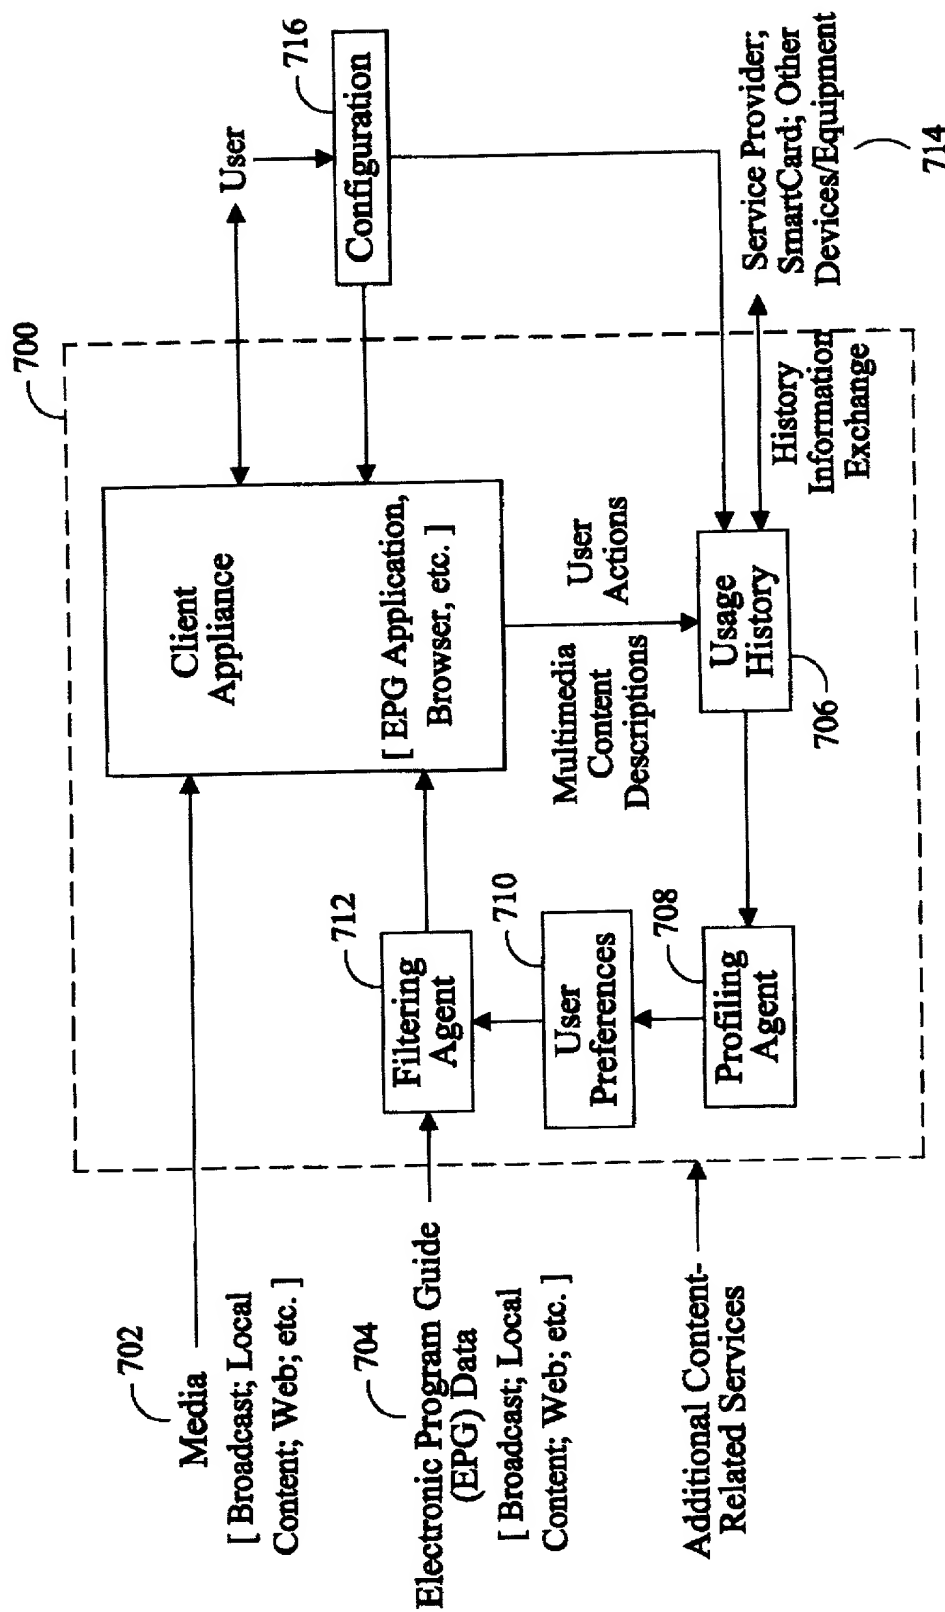 700
702
Media
[ Broadcast; Local
Content; Web; etc. ]
Client
Appliance
[ EPG Application,
Browser, etc. ]
User
716
Configuration
704
Electronic Program Guide
(EPG) Data
[ Broadcast; Local
Content; Web; etc. ]
712
Filtering
Agent
710
User
Preferences
Multimedia
Content
Descriptions
User
Actions
Additional Content-
Related Services
708
Profiling
Agent
Usage
History
706
History
Information
Exchange
Service Provider;
SmartCard; Other
Devices/Equipment
714